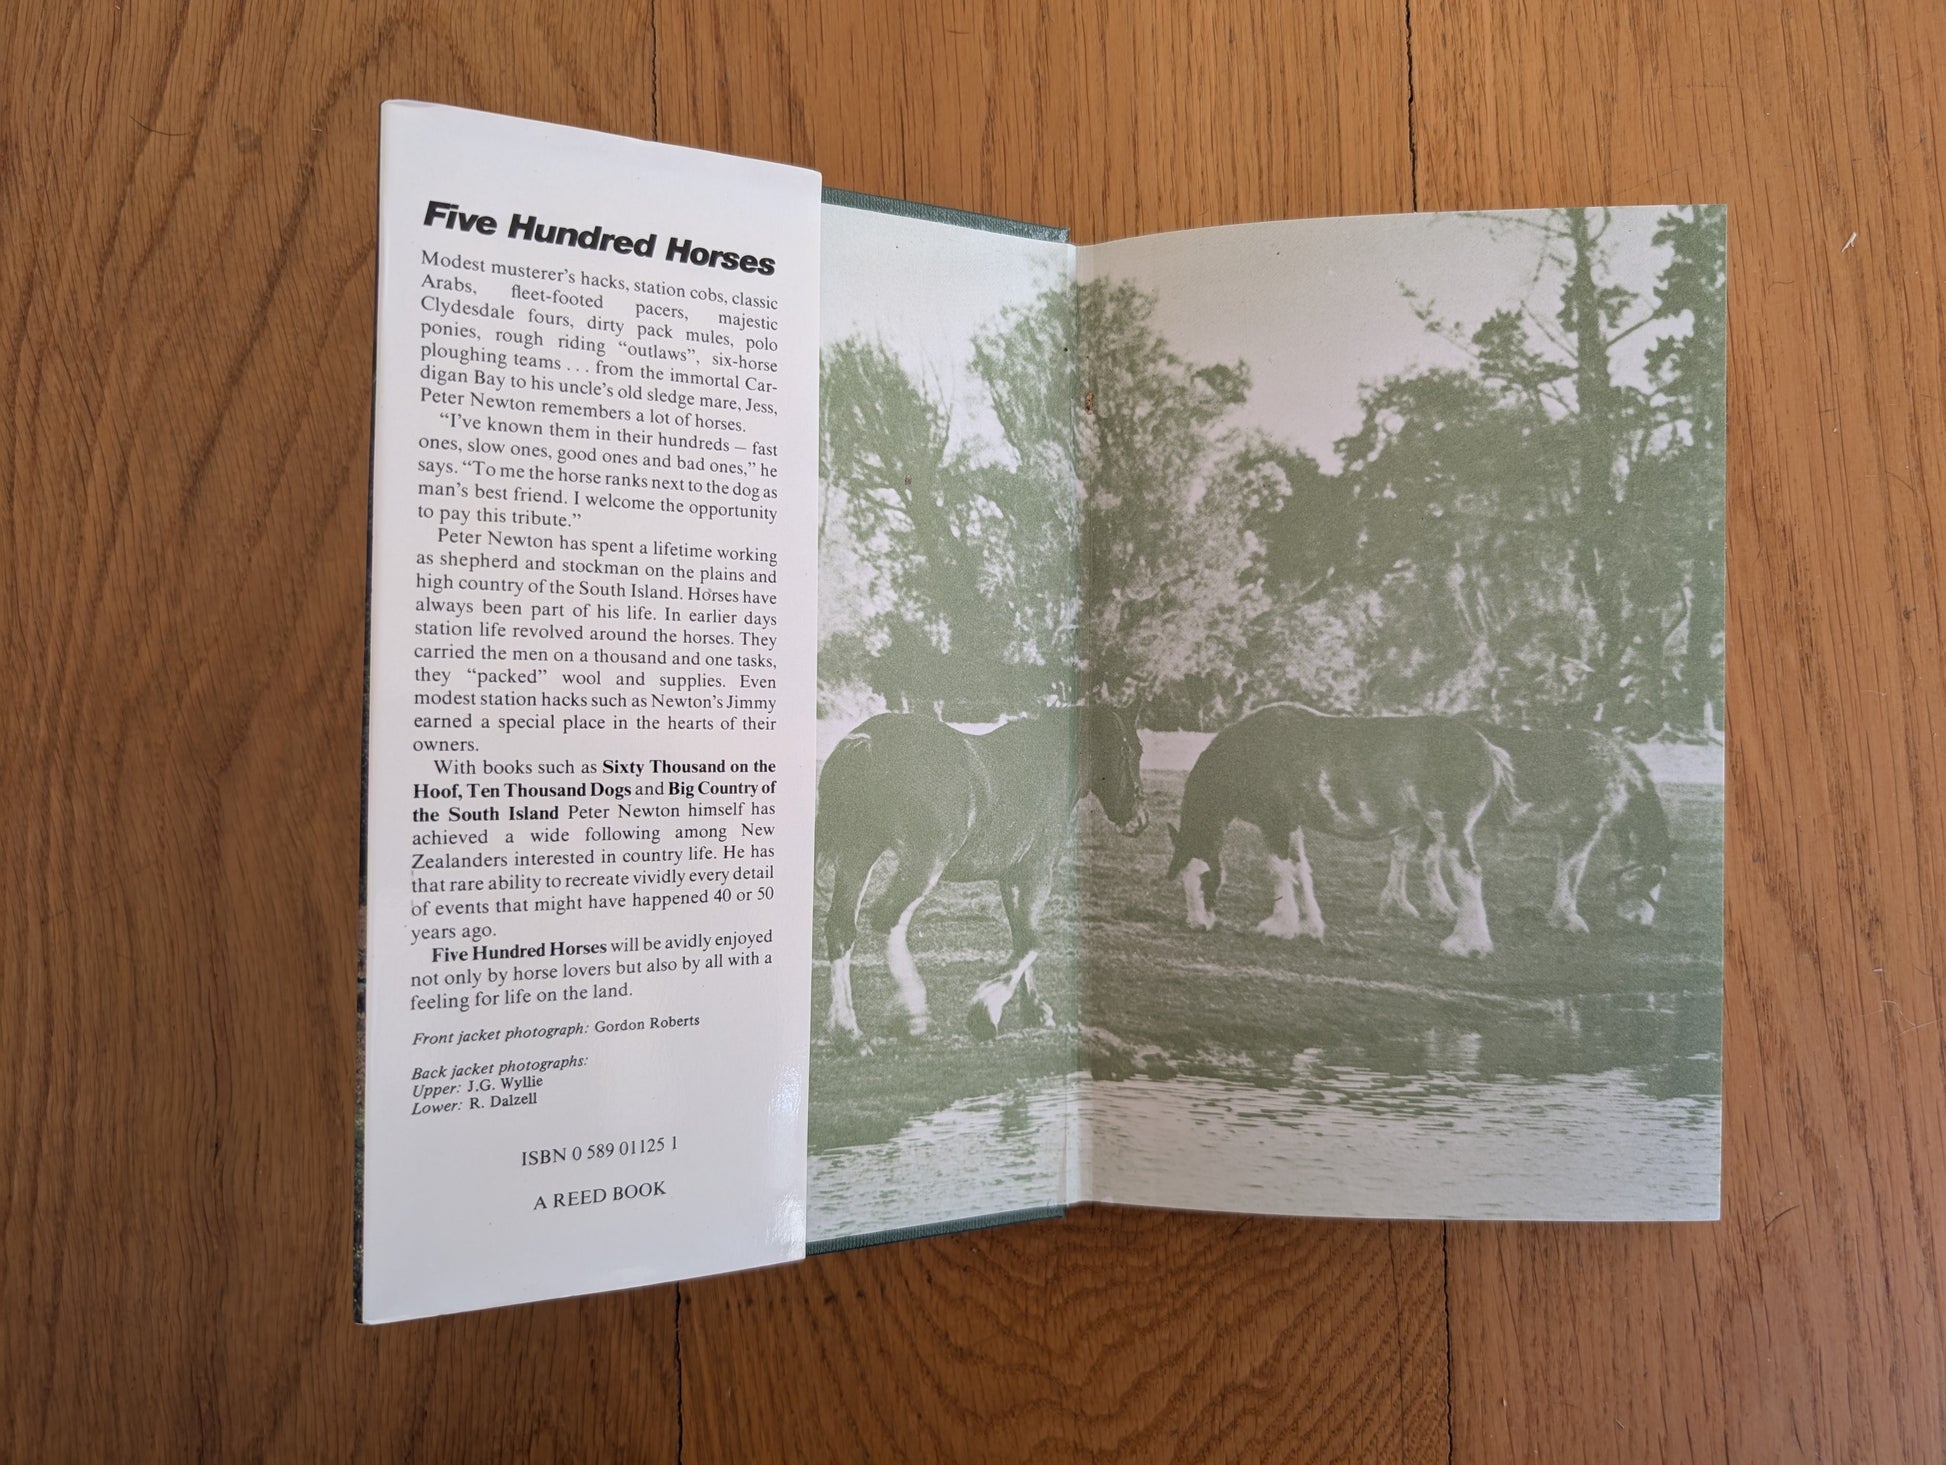 Five Hundred Horses
Modest musterer's hacks, station cobs, classic
Arabs, fleet-footed pacers, majestic
Clydesdale fours, dirty pack mules, polo
ponies, rough riding “outlaws”, six-horse
ploughing teams . . . from the immortal Car-
digan Bay to his uncle's old sledge mare, Jess,
Peter Newton remembers a lot of horses.
“I've known them in their hundreds – fast
ones, slow ones, good ones and bad ones,” he
says. “To me the horse ranks next to the dog as
man's best friend. I welcome the opportunity
to pay this tribute.”
Peter Newton has spent a lifetime working
as shepherd and stockman on the plains and
high country of the South Island. Horses have
always been part of his life. In earlier days
station life revolved around the horses. They
carried the men on a thousand and one tasks,
they “packed” wool and supplies. Even
modest station hacks such as Newton's Jimmy
earned a special place in the hearts of their
owners.
With books such as Sixty Thousand on the
Hoof, Ten Thousand Dogs and Big Country of
the South Island Peter Newton himself has
achieved a wide following among New
Zealanders interested in country life. He has
that rare ability to recreate vividly every detail
of events that might have happened 40 or 50
years ago.
Five Hundred Horses will be avidly enjoyed
not only by horse lovers but also by all with a
feeling for life on the land.
Front jacket photograph: Gordon Roberts
Back jacket photographs:
Upper: J.G. Wyllie
Lower: R. Dalzell
ISBN 0 589 01125 1
A REED BOOK